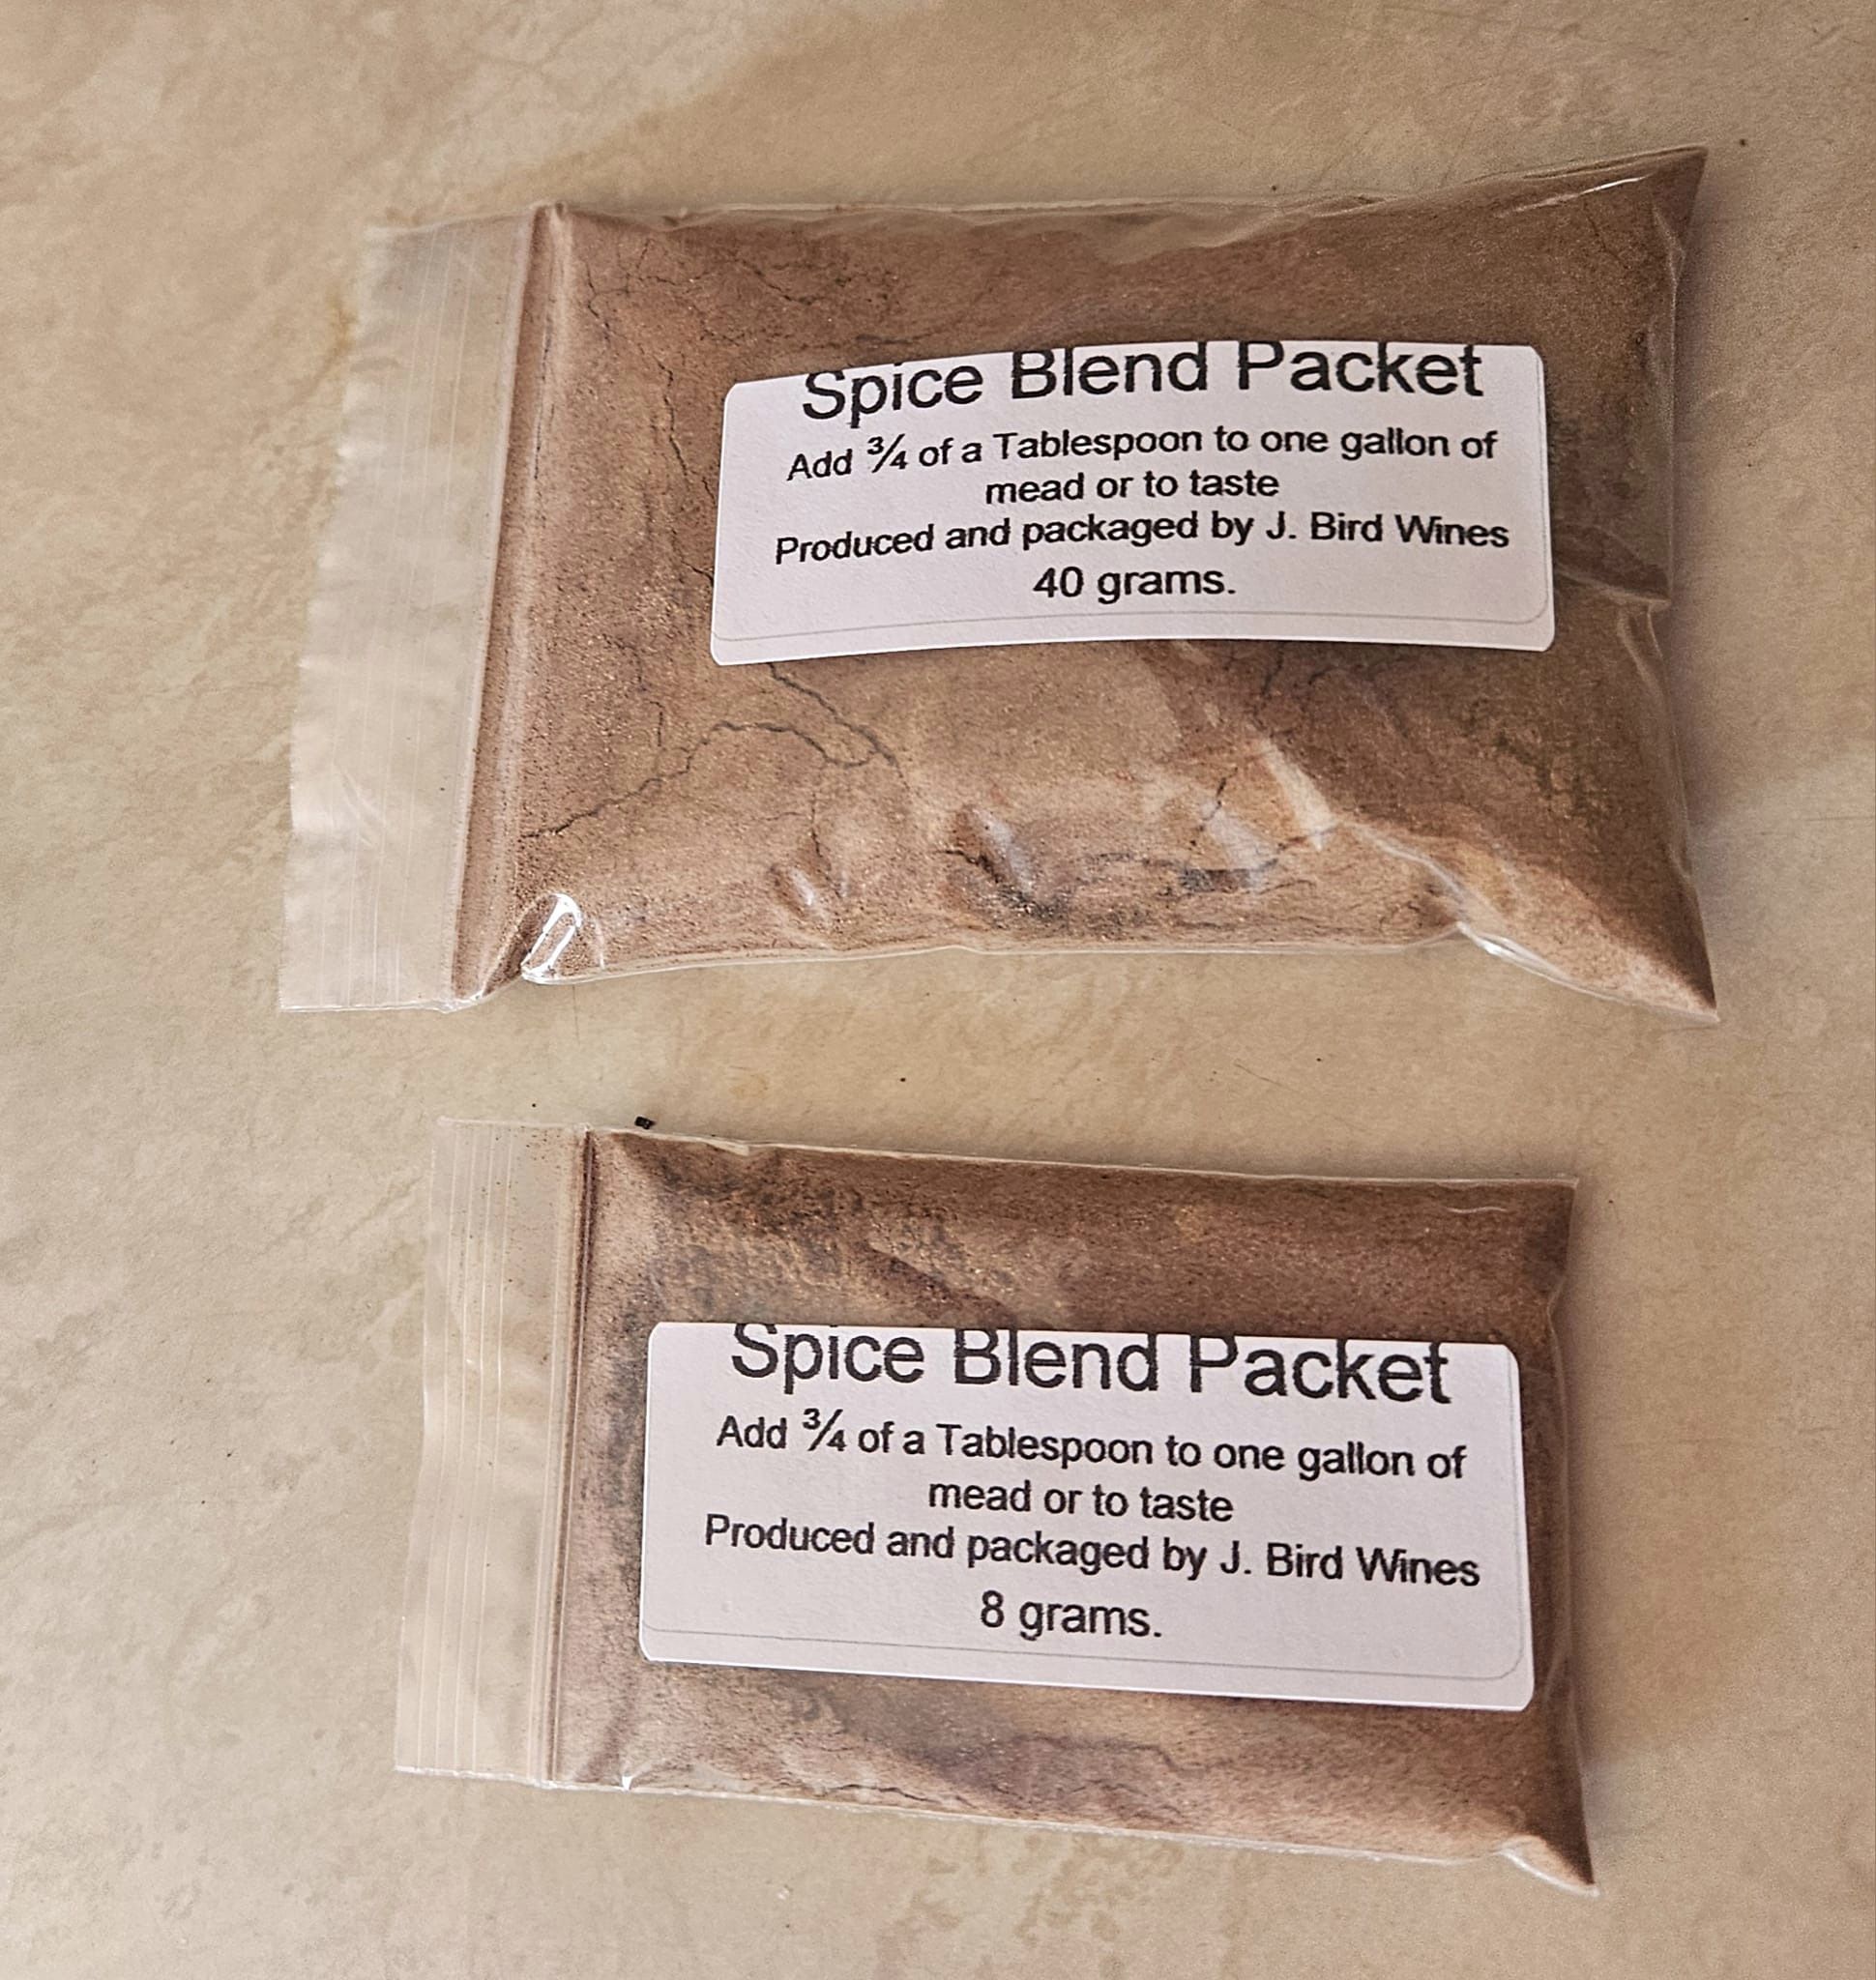 Spice Blend Packet
Add ¾ of a Tablespoon to one gallon of
mead or to taste
Produced and packaged by J. Bird Wines
40 grams.
Spice Blend Packet
Add ¾ of a Tablespoon to one gallon of
mead or to taste
Produced and packaged by J. Bird Wines
8 grams.